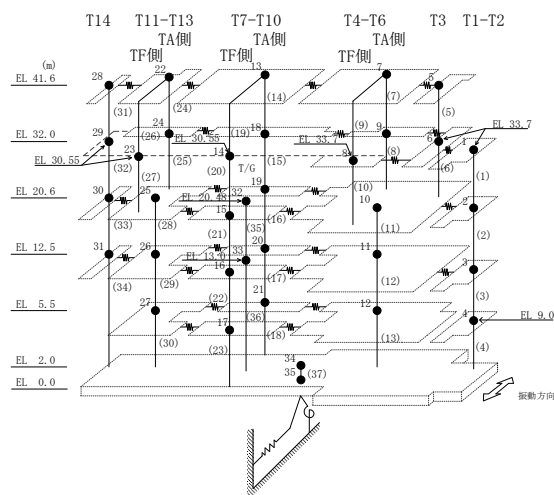 T14 T11-T13 T7-T10 T4-T6 T3 T1-T2
TA側 TA側 TA側
TF側 TF側 TF側
(m)
22 13 7
EL 41.6 28 5
(31) (24) (14) (7) (5)
EL 32.0 29 24 18 9 6 1 EL 33.7
(26) (19) (9) EL 33.7
EL 30.55 23 EL 30.55 14 8 (8) (6)
(32) (25) (20) T/G (15) (1)
(27) (10)
EL 20.6 30 25 EL 20.48 32 19 10 2
(33) (28) 15 (35) (16) (11) (2)
(21)
EL 12.5 31 26 EL 13.0 33 20 11 3
(34) (29) 16 (17) (12) (3)
EL 5.5 27 (22) 21 12 4 EL 9.0
(30) 17 (36) (18) (13) (4)
(23)
EL 2.0 34
EL 0.0 35 (37)
振動方向